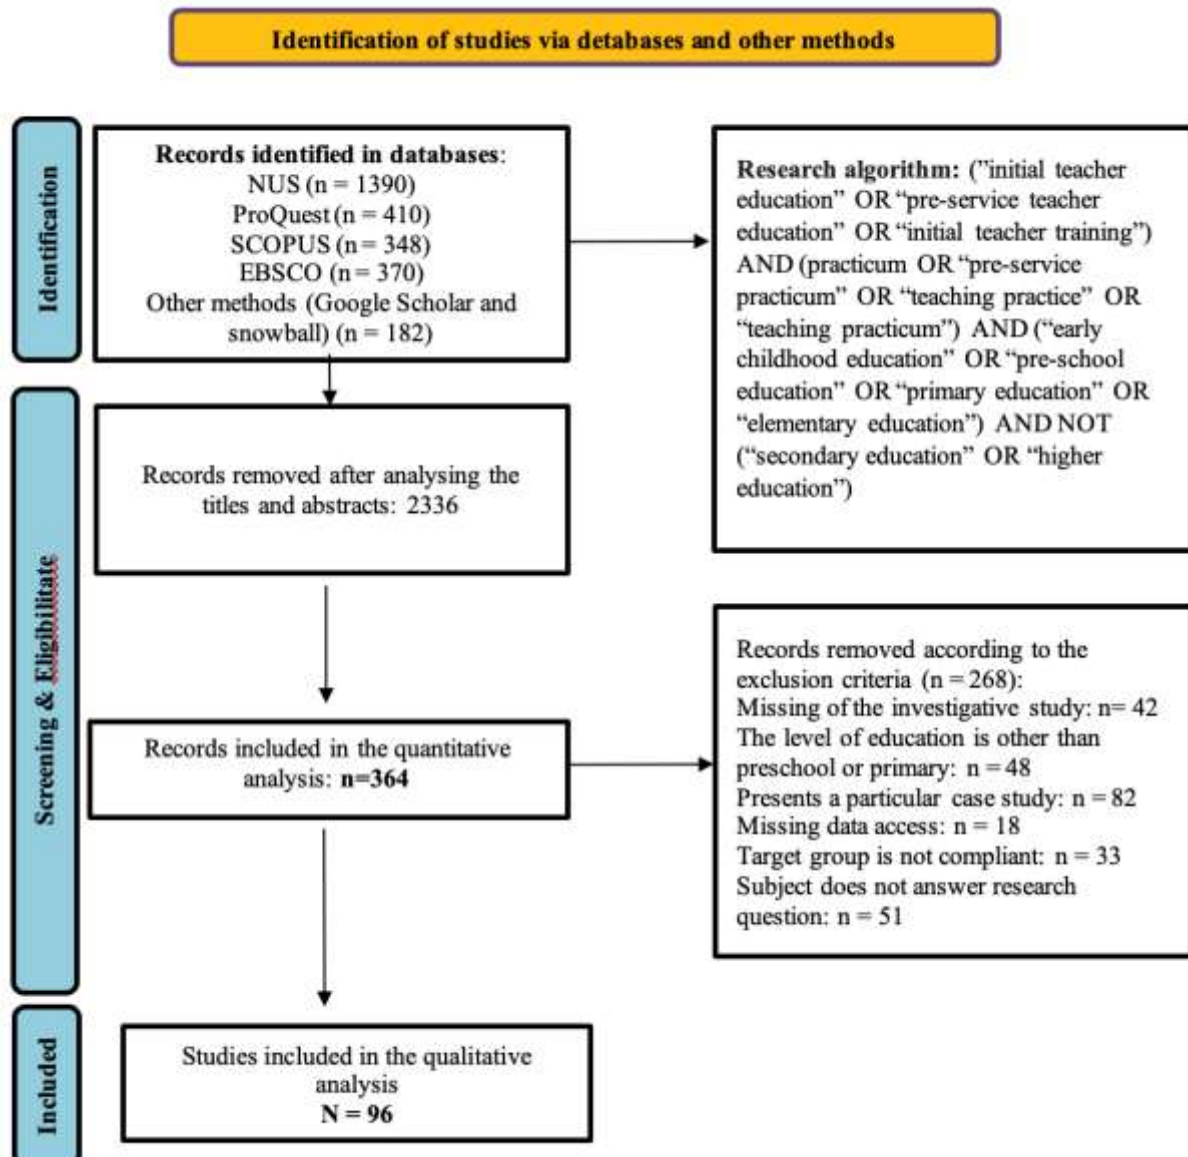 Identification of studies via detabases and other methods
Identification
Records identified in databases:
NUS (n = 1390)
ProQuest (n = 410)
SCOPUS (n = 348)
EBSCO (n = 370)
Other methods (Google Scholar and
snowball) (n = 182)
Research algorithm: ("initial teacher
education" OR "pre-service teacher
education" OR "initial teacher training")
AND (practicum OR "pre-service
practicum" OR "teaching practice" OR
"teaching practicum") AND ("early
childhood education" OR "pre-school
education" OR "primary education" OR
"elementary education") AND NOT
("secondary education" OR "higher
education")
Screening & Eligibilitate
Records removed after analysing the
titles and abstracts: 2336
Records included in the quantitative
analysis: n=364
Records removed according to the
exclusion criteria (n = 268):
Missing of the investigative study: n= 42
The level of education is other than
preschool or primary: n = 48
Presents a particular case study: n = 82
Missing data access: n = 18
Target group is not compliant: n = 33
Subject does not answer research
question: n = 51
Included
Studies included in the qualitative
analysis
N = 96